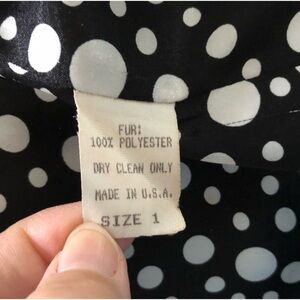 FUR:
100% POLYESTER
DRY CLEAN ONLY
MADE IN U.S.A.
SIZE 1